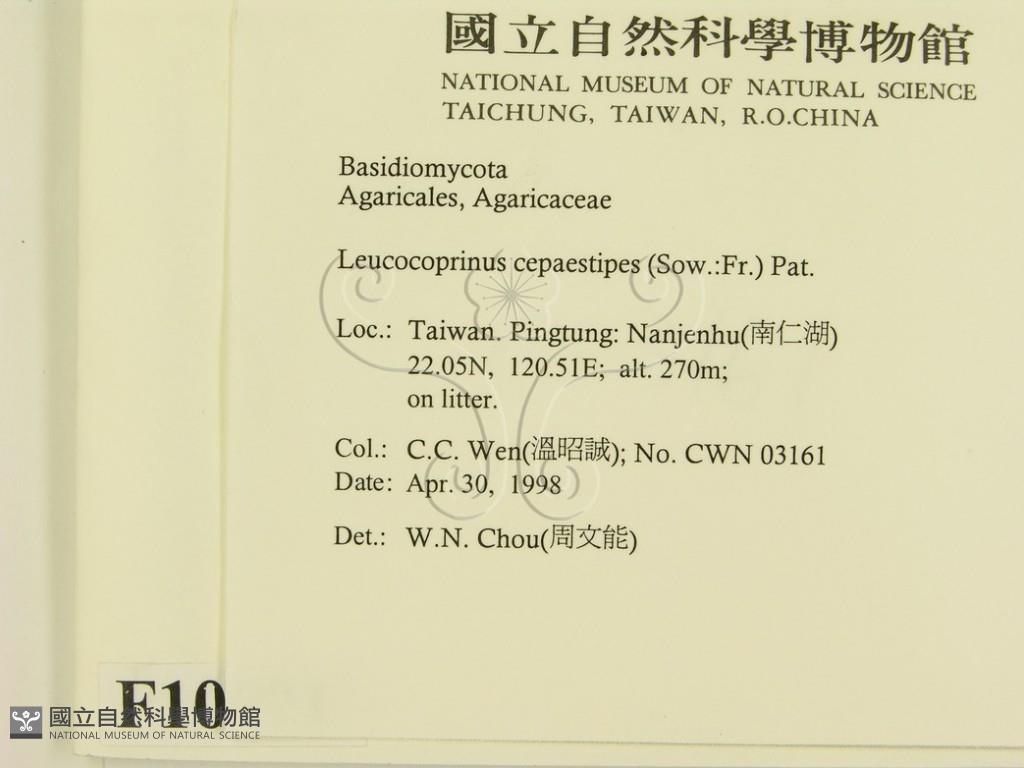 國立自然科學博物館
NATIONAL MUSEUM OF NATURAL SCIENCE
TAICHUNG, TAIWAN, R.O.CHINA
Basidiomycota
Agaricales, Agaricaceae
Leucocoprinus cepaestipes (Sow.:Fr.) Pat.
Loc.: Taiwan. Pingtung: Nanjenhu(南仁湖)
22.05N, 120.51E; alt. 270m;
on litter.
Col.: C.C. Wen(溫昭誠); No. CWN 03161
Date: Apr. 30, 1998
Det.: W.N. Chou(周文能)
F10
國立自然科學博物館
NATIONAL MUSEUM OF NATURAL SCIENCE